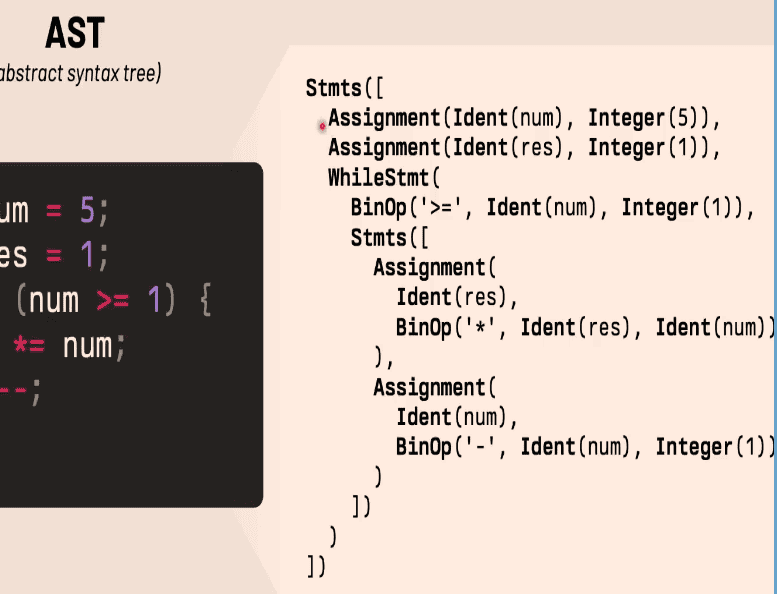 AST
abstract syntax tree)
um = 5;
es = 1;
(num >= 1) {
*= num;
--;
Stmts([
Assignment(Ident(num), Integer(5)),
Assignment(Ident(res), Integer(1)),
WhileStmt(
BinOp('>=', Ident(num), Integer(1)),
Stmts([
Assignment(
Ident(res),
BinOp('*', Ident(res), Ident(num))
),
Assignment(
Ident(num),
BinOp('-', Ident(num), Integer(1))
)
])
)
])